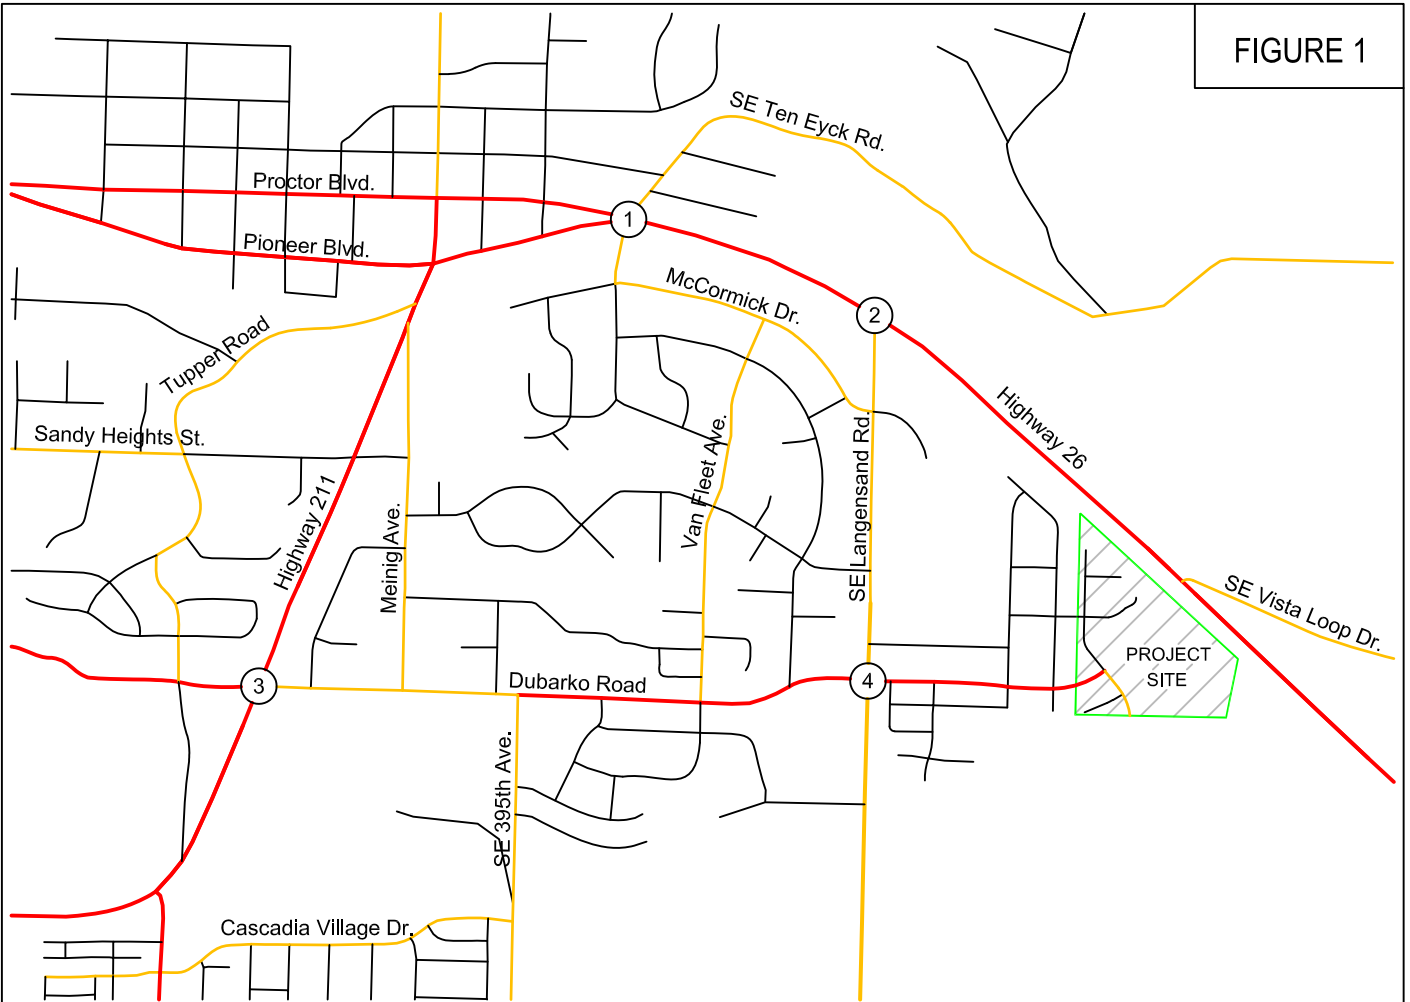 FIGURE 1
SE Ten Eyck Rd.
Proctor Blvd.
1
Pioneer Blvd.
McCormick Dr.
2
Tupper Road
Highway 26
Sandy Heights St.
Van Fleet Ave.
SE Langensand Rd.
Highway 211
Meinig Ave.
SE Vista Loop Dr.
PROJECT
SITE
3
Dubarko Road
4
SE 395th Ave.
Cascadia Village Dr.